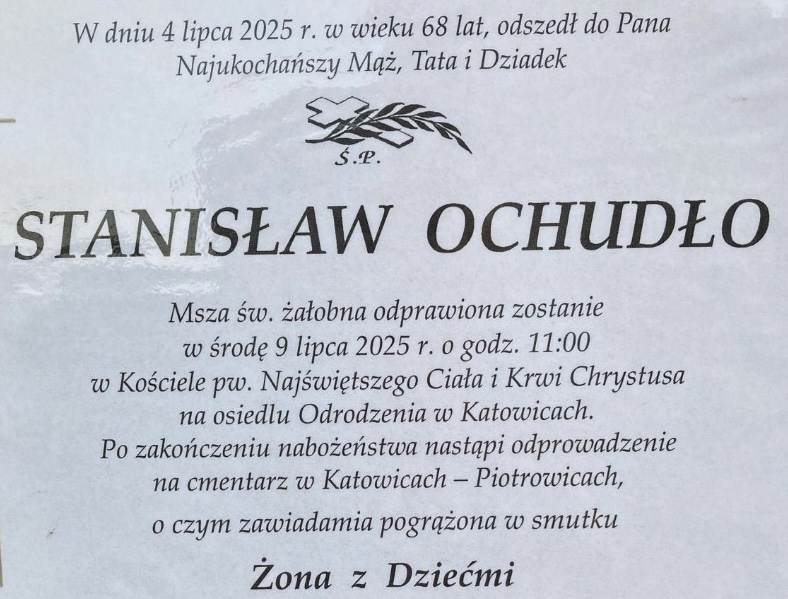 W dniu 4 lipca 2025 r. w wieku 68 lat, odszedł do Pana
Najukochańszy Mąż, Tata i Dziadek
Ś.P.
STANISŁAW OCHUDŁO
Msza św. żałobna odprawiona zostanie
w środę 9 lipca 2025 r. o godz. 11:00
w Kościele pw. Najświętszego Ciała i Krwi Chrystusa
na osiedlu Odrodzenia w Katowicach.
Po zakończeniu nabożeństwa nastąpi odprowadzenie
na cmentarz w Katowicach – Piotrowicach,
o czym zawiadamia pogrążona w smutku
Żona z Dziećmi